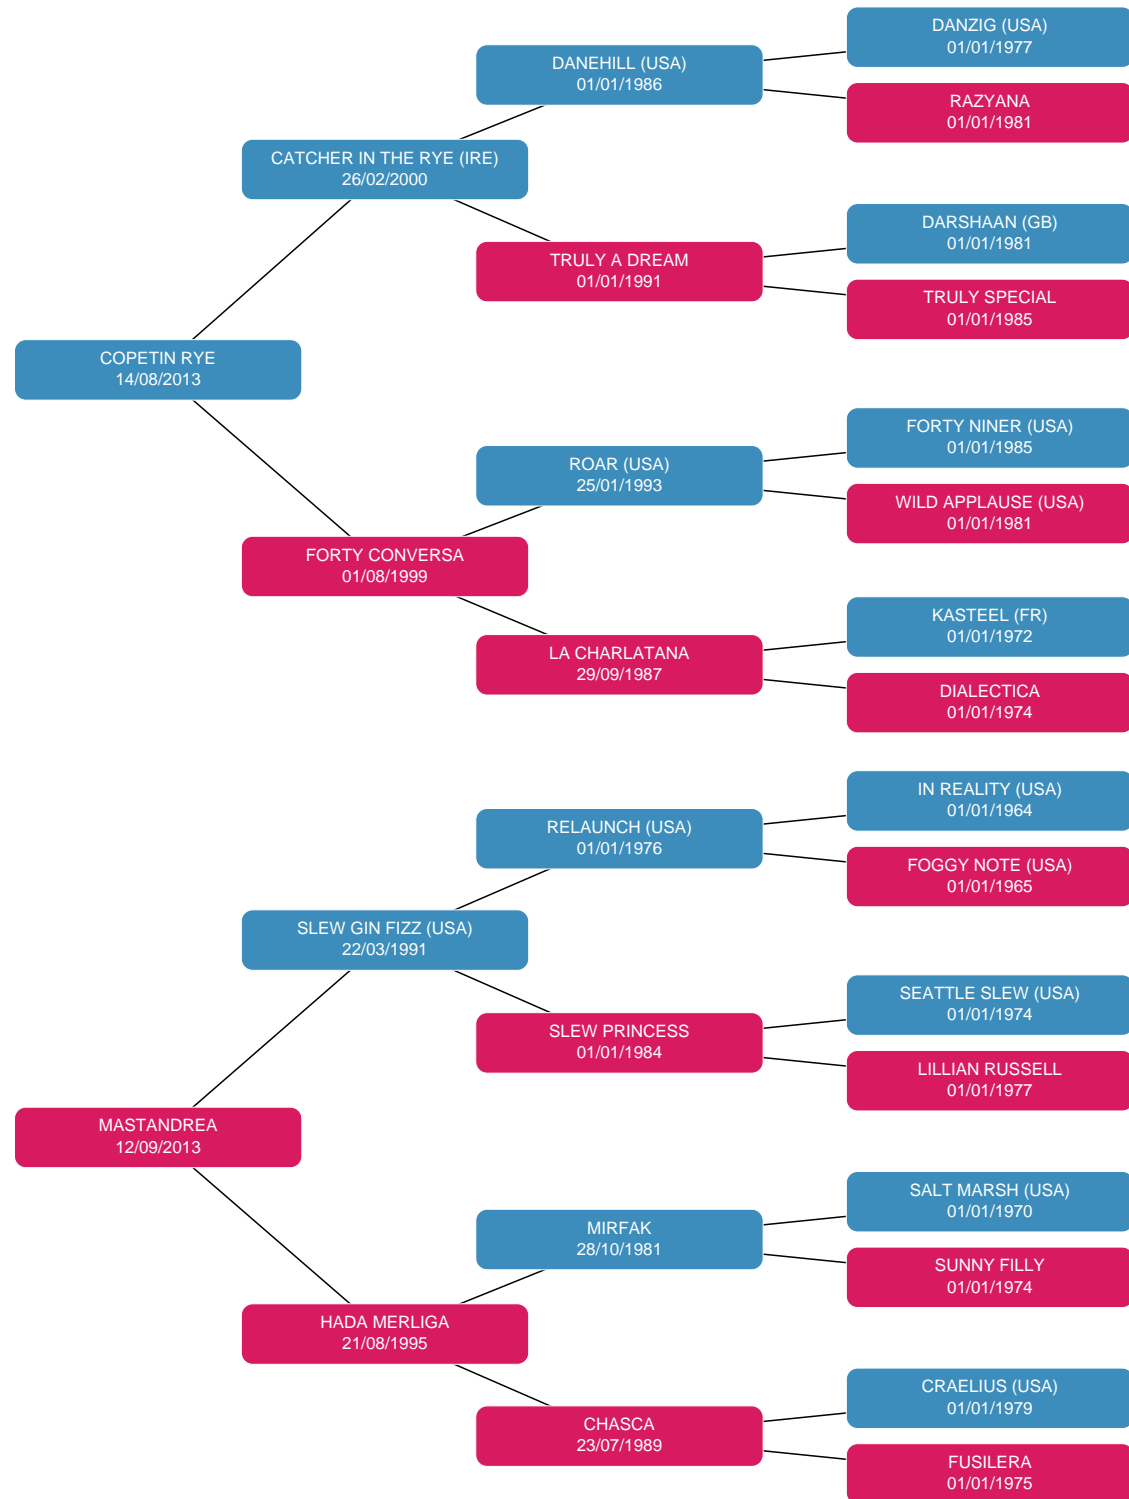 DANZIG (USA)
01/01/1977
DANEHILL (USA)
01/01/1986
RAZYANA
01/01/1981
CATCHER IN THE RYE (IRE)
26/02/2000
DARSHAAN (GB)
01/01/1981
TRULY A DREAM
01/01/1991
TRULY SPECIAL
01/01/1985
COPETIN RYE
14/08/2013
FORTY NINER (USA)
01/01/1985
ROAR (USA)
25/01/1993
WILD APPLAUSE (USA)
01/01/1981
FORTY CONVERSA
01/08/1999
KASTEEL (FR)
01/01/1972
LA CHARLATANA
29/09/1987
DIALECTICA
01/01/1974
IN REALITY (USA)
01/01/1964
RELAUNCH (USA)
01/01/1976
FOGGY NOTE (USA)
01/01/1965
SLEW GIN FIZZ (USA)
22/03/1991
SEATTLE SLEW (USA)
01/01/1974
SLEW PRINCESS
01/01/1984
LILLIAN RUSSELL
01/01/1977
MASTANDREA
12/09/2013
SALT MARSH (USA)
01/01/1970
MIRFAK
28/10/1981
SUNNY FILLY
01/01/1974
HADA MERLIGA
21/08/1995
CRAELIUS (USA)
01/01/1979
CHASCA
23/07/1989
FUSILERA
01/01/1975